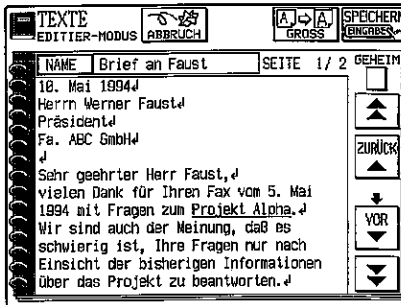 TEXTE
EDITIER-MODUS
ABBRUCH
A⇨A
GROSS
SPEICHERN
EINGABE
NAME Brief an Faust SEITE 1/ 2 GEHEIM
10. Mai 1994↲
Herrn Werner Faust↲
Präsident↲
Fa. ABC GmbH↲
↲
Sehr geehrter Herr Faust,↲
vielen Dank für Ihren Fax vom 5. Mai
1994 mit Fragen zum Projekt Alpha.↲
Wir sind auch der Meinung, daß es
schwierig ist, Ihre Fragen nur nach
Einsicht der bisherigen Informationen
über das Projekt zu beantworten.↲
ZURÜCK
VOR